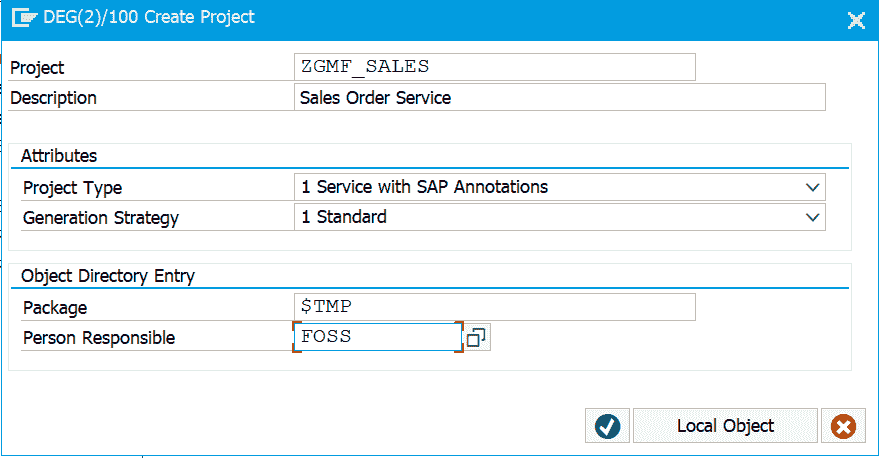 DEG(2)/100 Create Project
Project ZGMF_SALES
Description Sales Order Service
Attributes
Project Type 1 Service with SAP Annotations
Generation Strategy 1 Standard
Object Directory Entry
Package $TMP
Person Responsible FOSS
Local Object